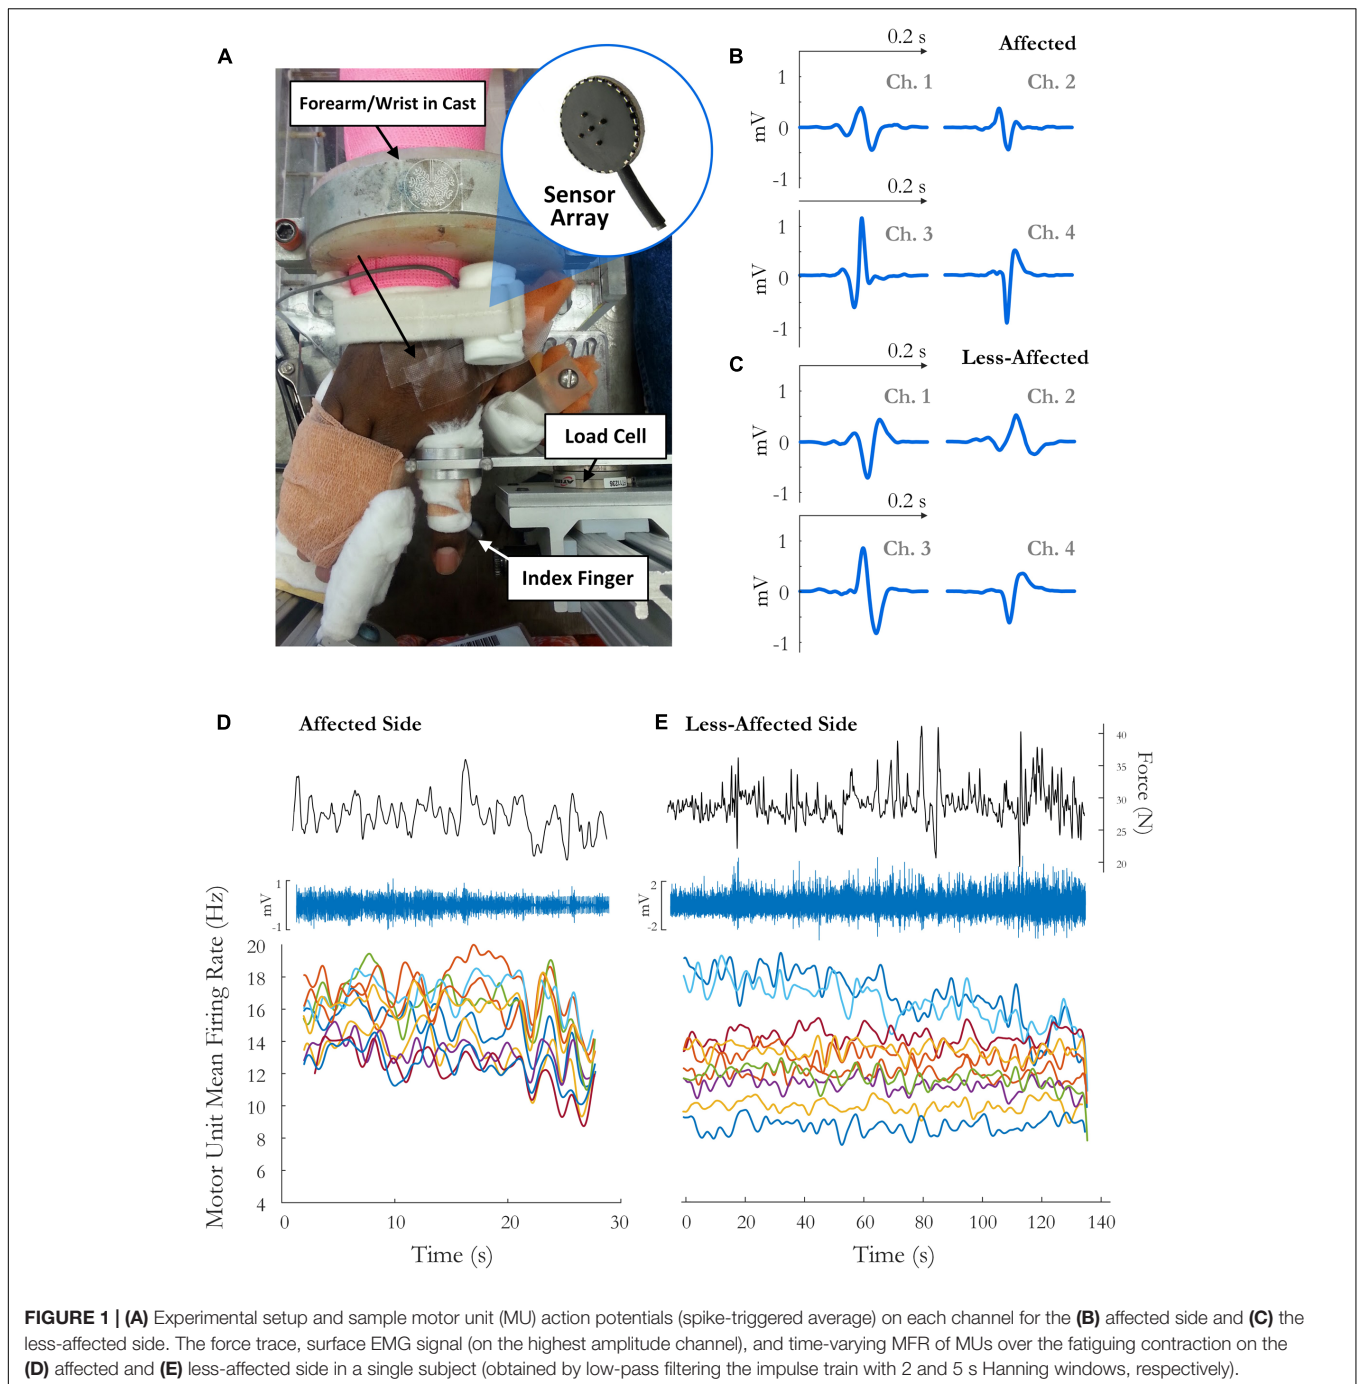 A
Forearm/Wrist in Cast
Sensor
Array
Load Cell
Index Finger
B
0.2 s
Affected
Ch. 1
Ch. 2
1
0
-1
mV
0.2 s
Ch. 3
Ch. 4
1
0
-1
mV
C
0.2 s
Less-Affected
Ch. 1
Ch. 2
1
0
-1
mV
0.2 s
Ch. 3
Ch. 4
1
0
-1
mV
D
Affected Side
1
-1
mV
Motor Unit Mean Firing Rate (Hz)
20
18
16
14
12
10
8
6
4
0 10 20 30
Time (s)
E
Less-Affected Side
40
35
30
25
20
Force (N)
2
-2
mV
0 20 40 60 80 100 120 140
Time (s)
FIGURE 1 | (A) Experimental setup and sample motor unit (MU) action potentials (spike-triggered average) on each channel for the (B) affected side and (C) the
less-affected side. The force trace, surface EMG signal (on the highest amplitude channel), and time-varying MFR of MUs over the fatiguing contraction on the
(D) affected and (E) less-affected side in a single subject (obtained by low-pass filtering the impulse train with 2 and 5 s Hanning windows, respectively).